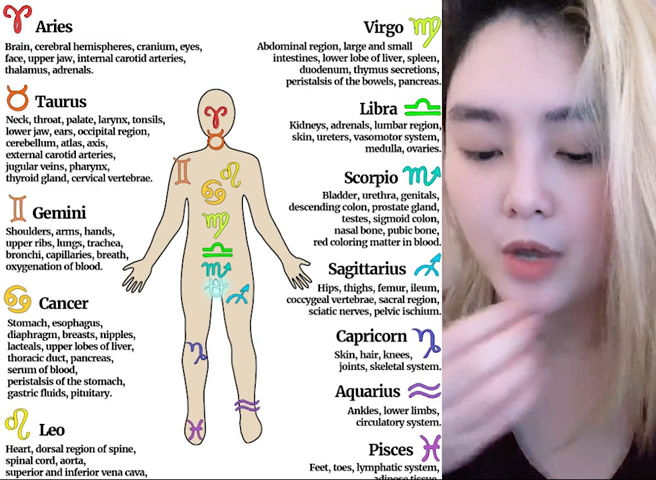 Aries
Brain, cerebral hemispheres, cranium, eyes,
face, upper jaw, internal carotid arteries,
thalamus, adrenals.
Taurus
Neck, throat, palate, larynx, tonsils,
lower jaw, ears, occipital region,
cerebellum, atlas, axis,
external carotid arteries,
jugular veins, pharynx,
thyroid gland, cervical vertebrae.
Gemini
Shoulders, arms, hands,
upper ribs, lungs, trachea,
bronchi, capillaries, breath,
oxygenation of blood.
Cancer
Stomach, esophagus,
diaphragm, breasts, nipples,
lacteals, upper lobes of liver,
thoracic duct, pancreas,
serum of blood,
peristalsis of the stomach,
gastric fluids, pituitary.
Leo
Heart, dorsal region of spine,
spinal cord, aorta,
superior and inferior vena cava,
Virgo
Abdominal region, large and small
intestines, lower lobe of liver, spleen,
duodenum, thymus secretions,
peristalsis of the bowels, pancreas.
Libra
Kidneys, adrenals, lumbar region,
skin, ureters, vasomotor system,
medulla, ovaries.
Scorpio
Bladder, urethra, genitals,
descending colon, prostate gland,
testes, sigmoid colon,
nasal bone, pubic bone,
red coloring matter in blood.
Sagittarius
Hips, thighs, femur, ileum,
coccygeal vertebrae, sacral region,
sciatic nerves, pelvic ischium.
Capricorn
Skin, hair, knees,
joints, skeletal system.
Aquarius
Ankles, lower limbs,
circulatory system.
Pisces
Feet, toes, lymphatic system,
adipose tissue.